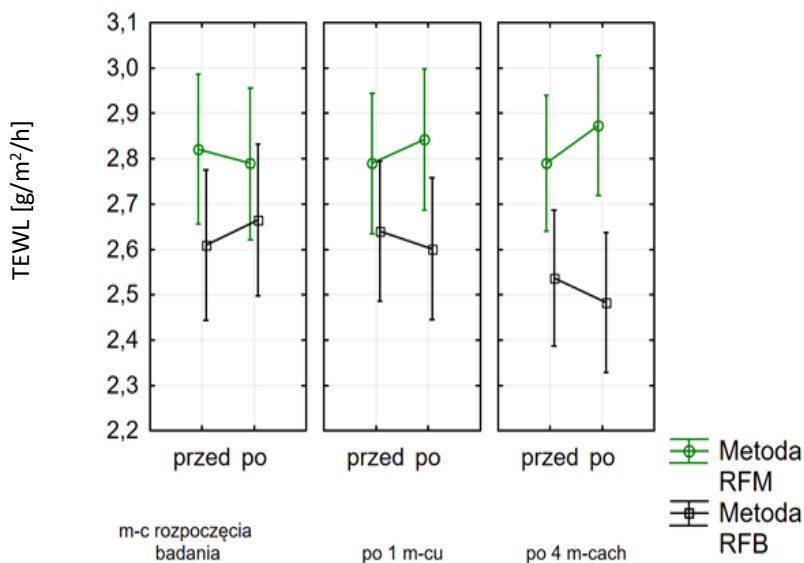 TEWL [g/m²/h]
3,1
3,0
2,9
2,8
2,7
2,6
2,5
2,4
2,3
2,2
przed po
przed po
przed po
m-c rozpoczęcia
badania
po 1 m-cu
po 4 m-cach
Metoda
RFM
Metoda
RFB